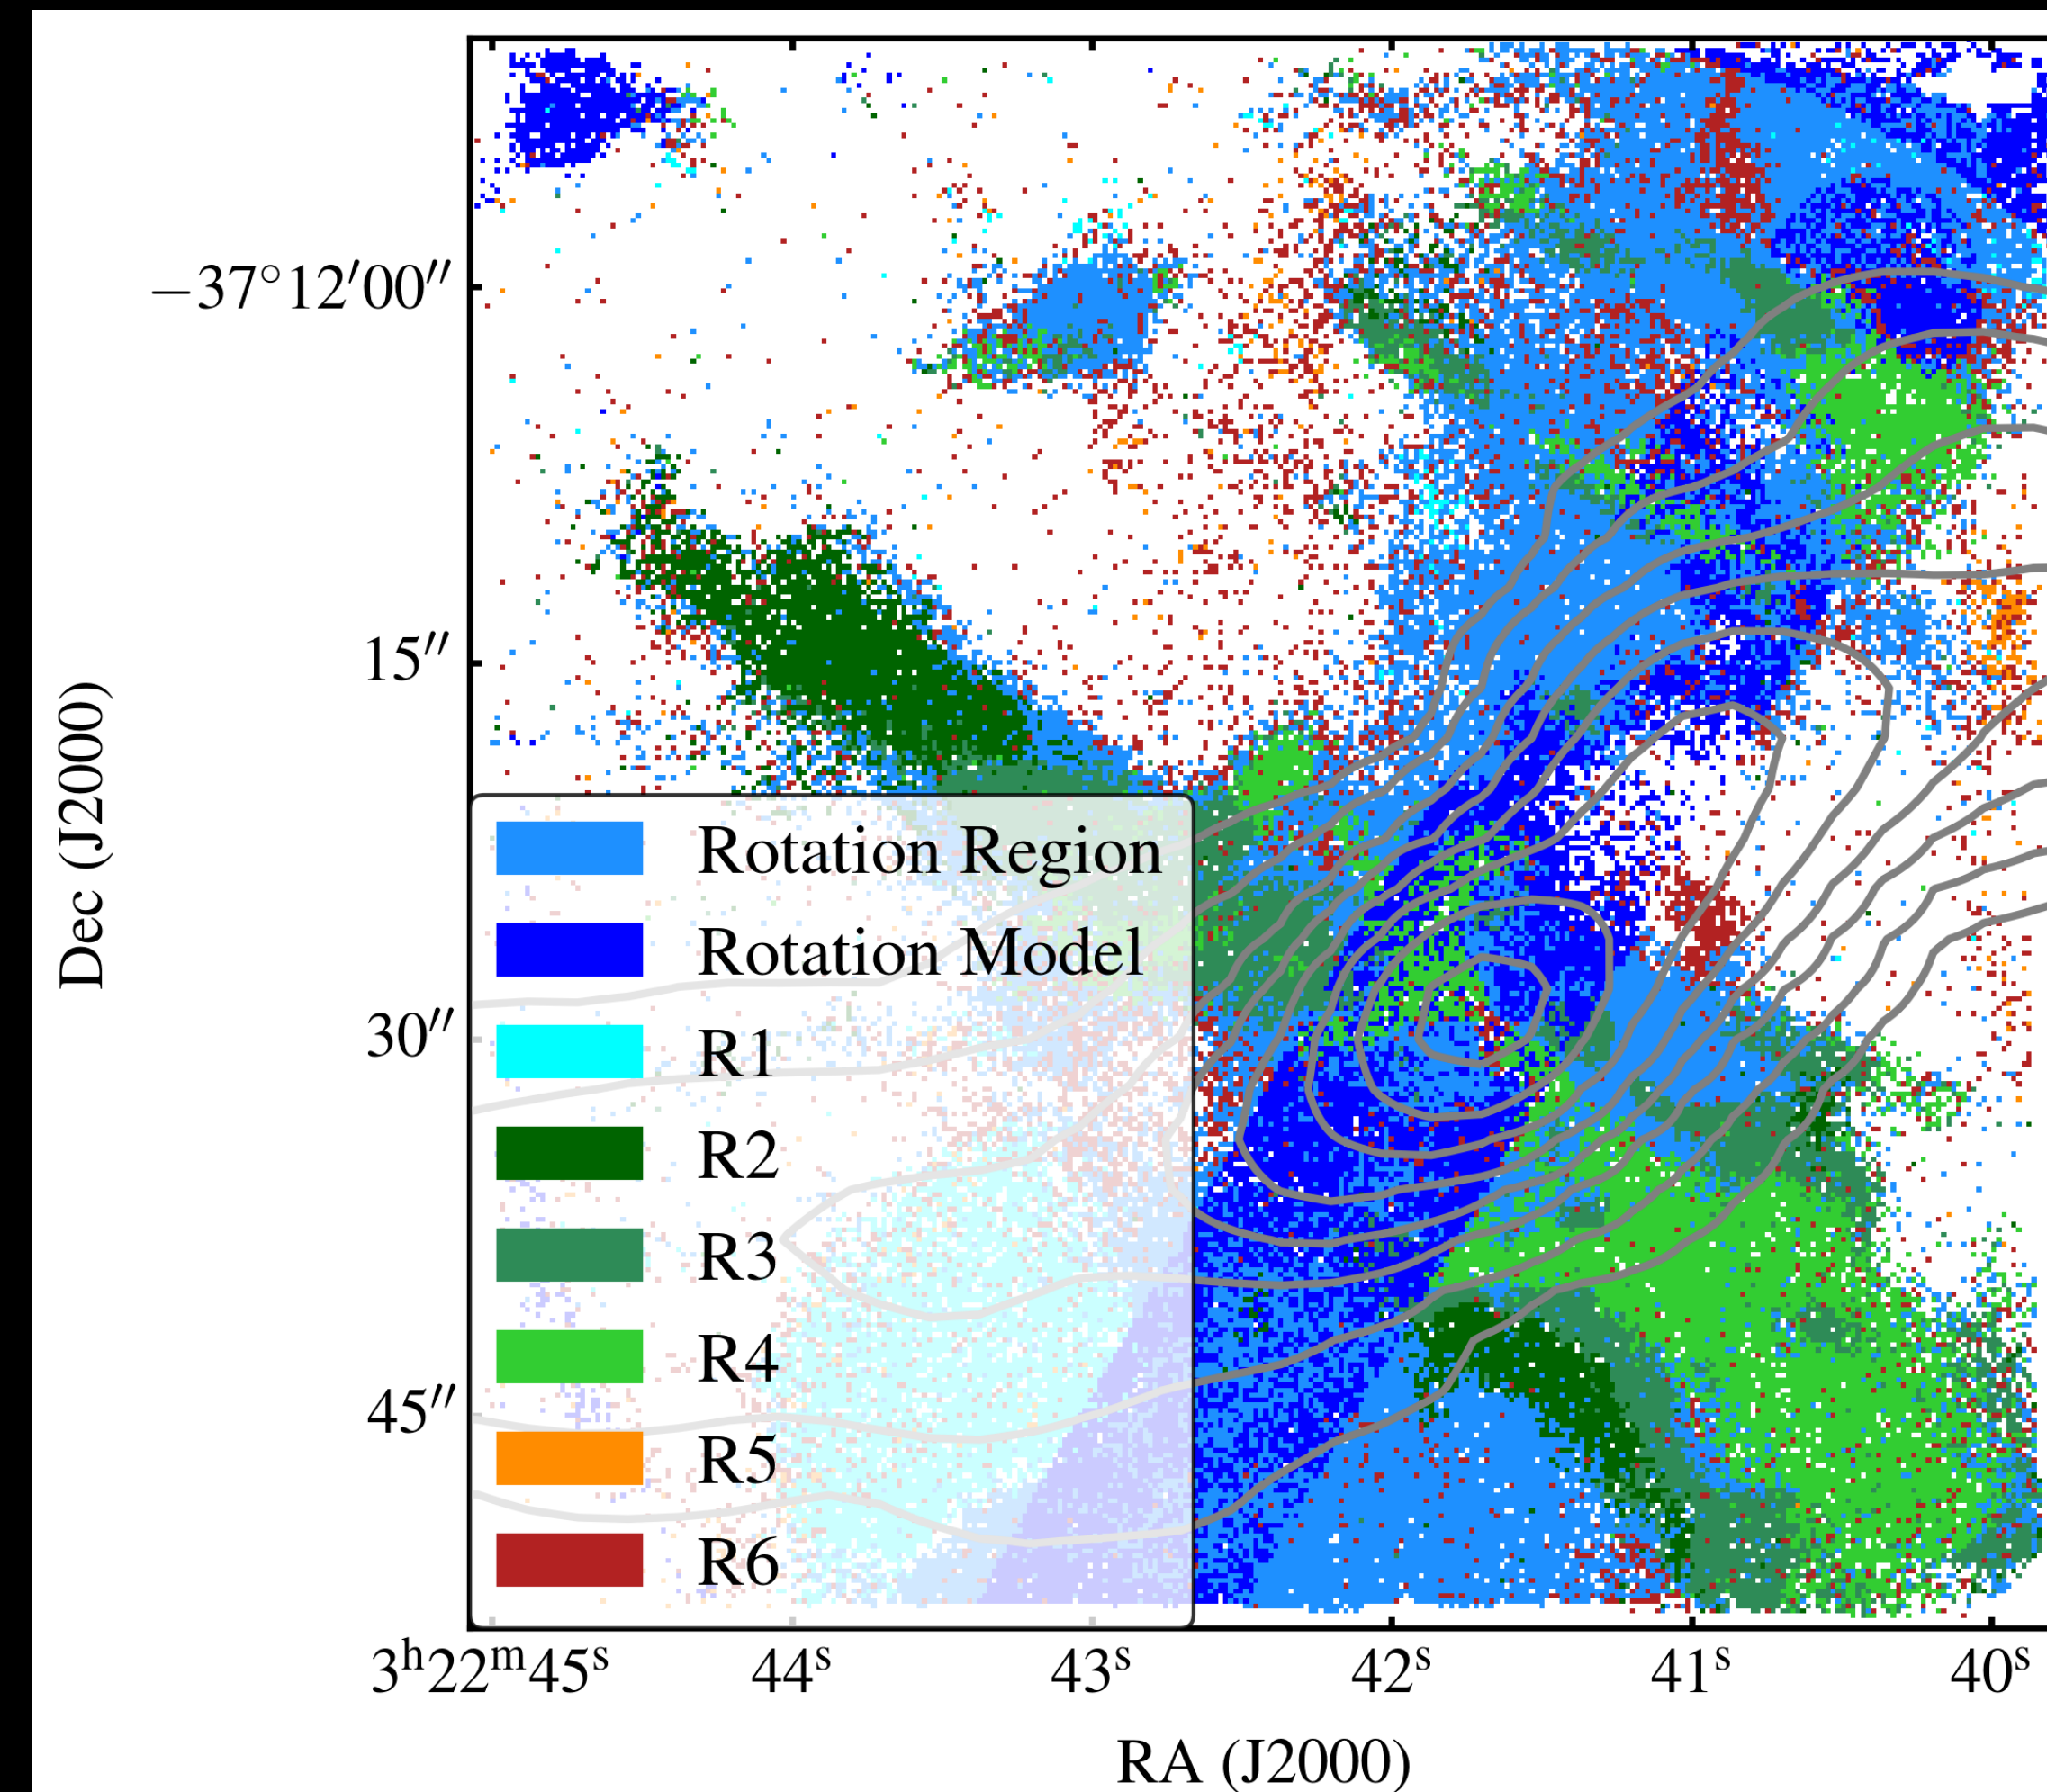 −37°12′00″
15″
30″
45″
Dec (J2000)
Rotation Region
Rotation Model
R1
R2
R3
R4
R5
R6
3h22m45s 44s 43s 42s 41s 40s
RA (J2000)